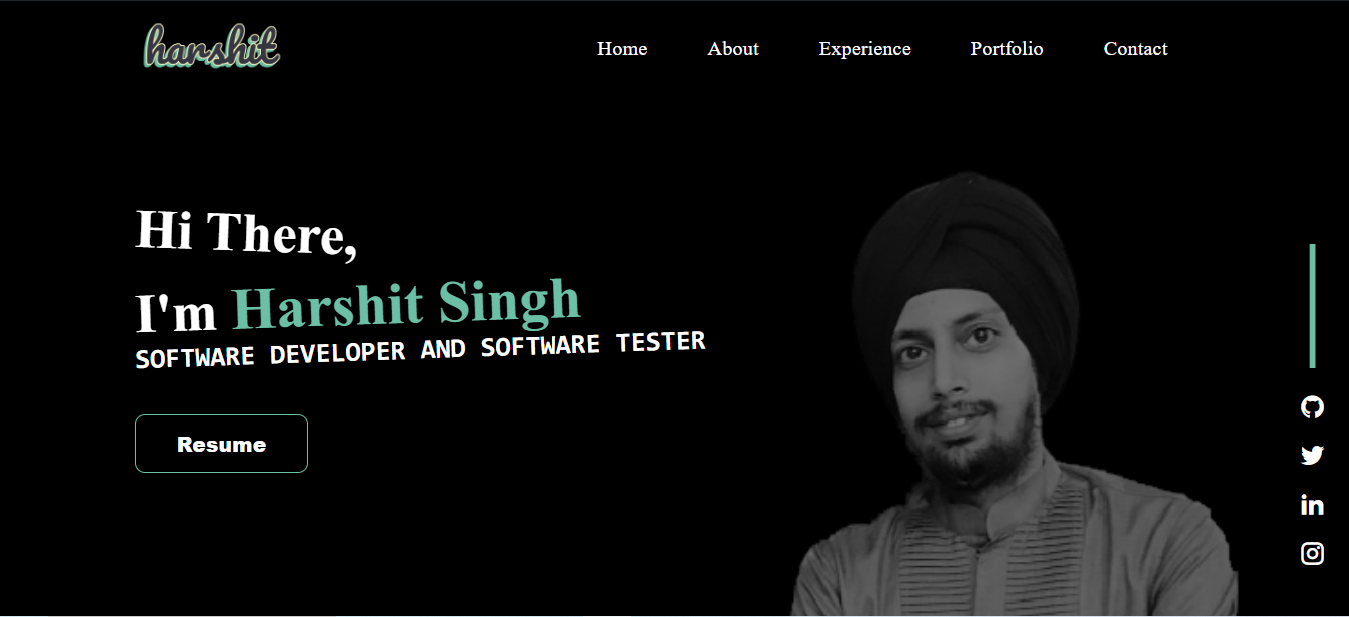 harshit
Home About Experience Portfolio Contact
Hi There,
I'm Harshit Singh
SOFTWARE DEVELOPER AND SOFTWARE TESTER
Resume